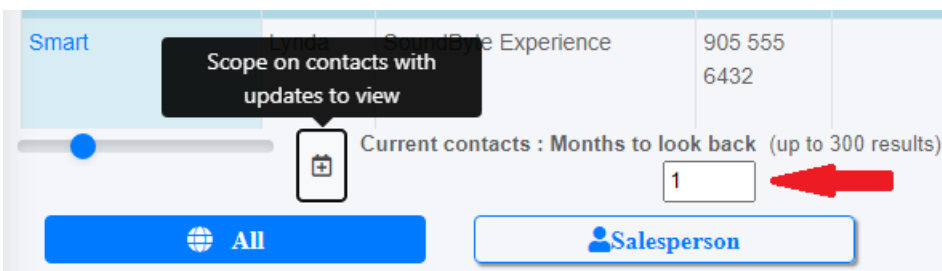 Smart Lynda SoundByte Experience 905 555
6432
Scope on contacts with
updates to view
Current contacts : Months to look back (up to 300 results)
1
All Salesperson